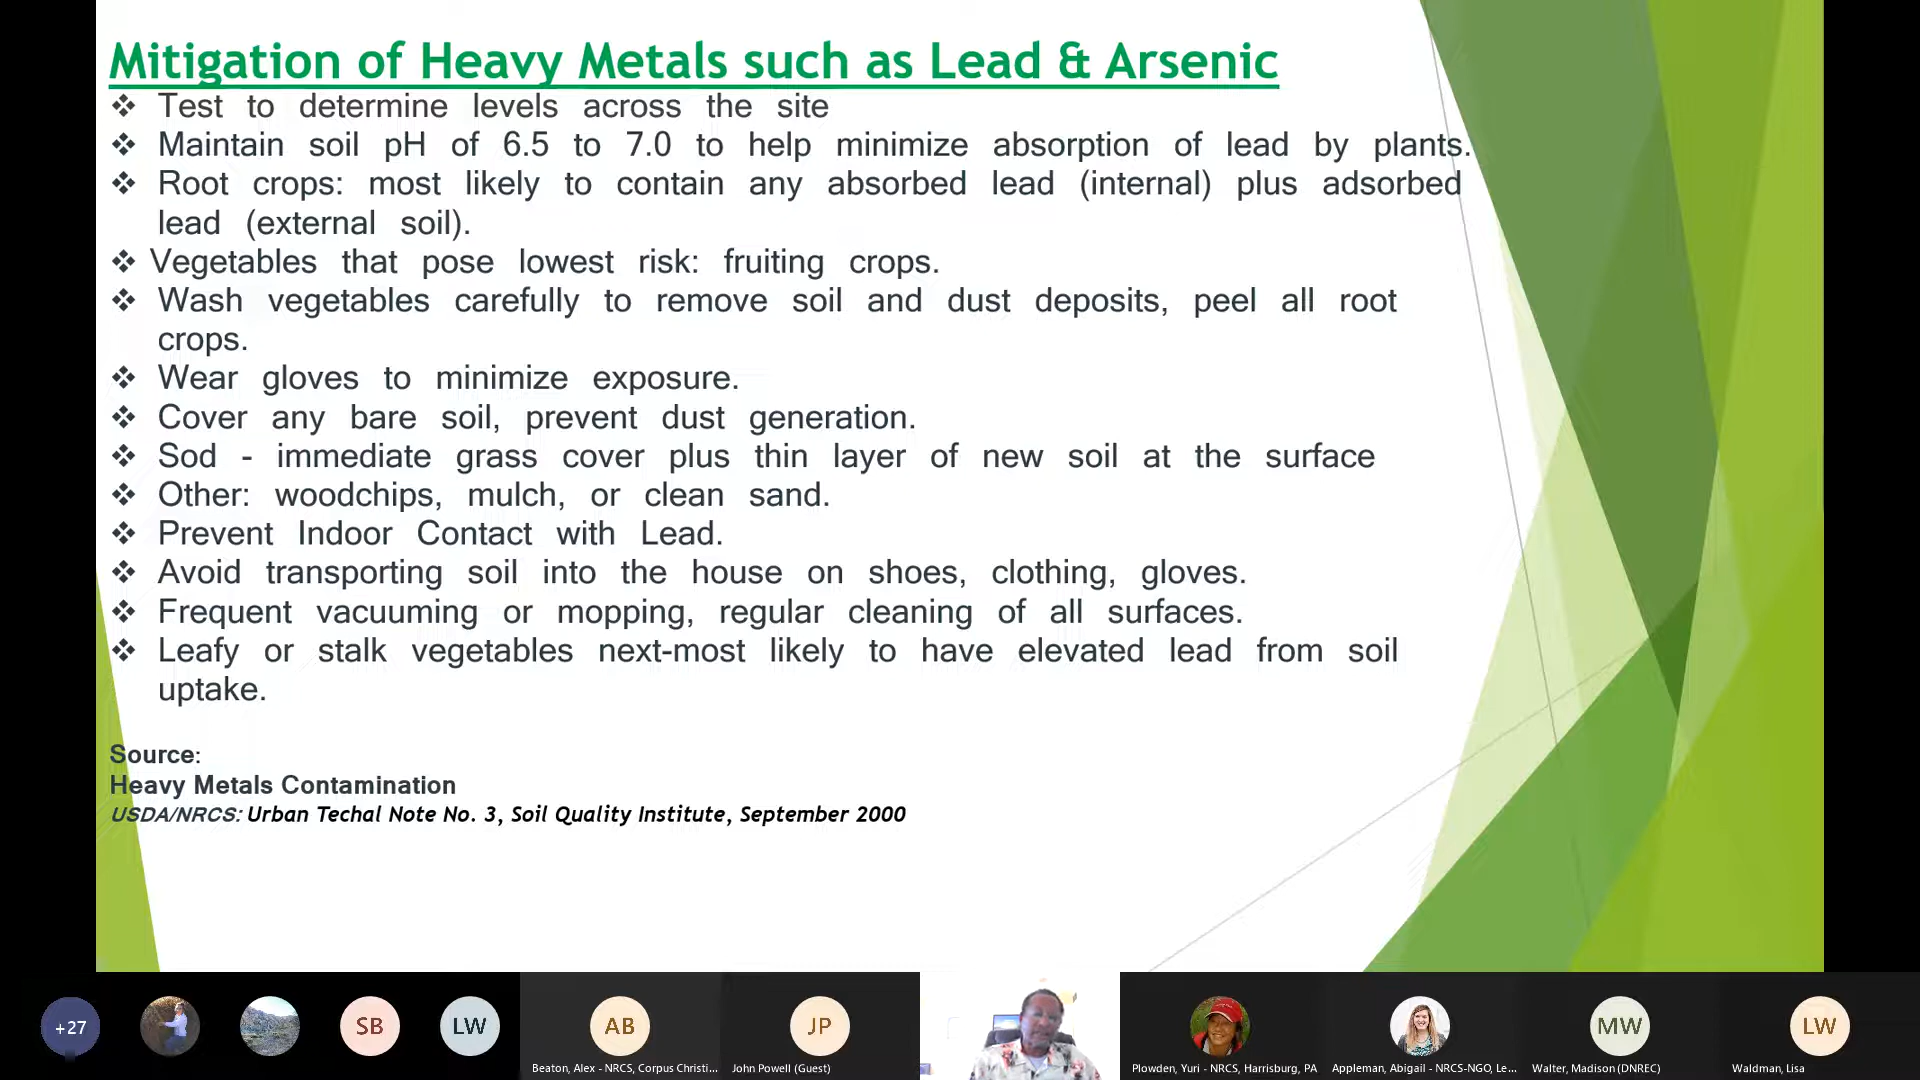 Mitigation of Heavy Metals such as Lead & Arsenic
❖ Test to determine levels across the site
❖ Maintain soil pH of 6.5 to 7.0 to help minimize absorption of lead by plants.
❖ Root crops: most likely to contain any absorbed lead (internal) plus adsorbed
lead (external soil).
❖ Vegetables that pose lowest risk: fruiting crops.
❖ Wash vegetables carefully to remove soil and dust deposits, peel all root
crops.
❖ Wear gloves to minimize exposure.
❖ Cover any bare soil, prevent dust generation.
❖ Sod - immediate grass cover plus thin layer of new soil at the surface
❖ Other: woodchips, mulch, or clean sand.
❖ Prevent Indoor Contact with Lead.
❖ Avoid transporting soil into the house on shoes, clothing, gloves.
❖ Frequent vacuuming or mopping, regular cleaning of all surfaces.
❖ Leafy or stalk vegetables next-most likely to have elevated lead from soil
uptake.
Source:
Heavy Metals Contamination
USDA/NRCS: Urban Techal Note No. 3, Soil Quality Institute, September 2000
+27
SB
LW
AB
JP
MW
LW
Beaton, Alex - NRCS, Corpus Christi...
John Powell (Guest)
Plowden, Yuri - NRCS, Harrisburg, PA
Appleman, Abigail - NRCS-NGO, Le...
Walter, Madison (DNREC)
Waldman, Lisa